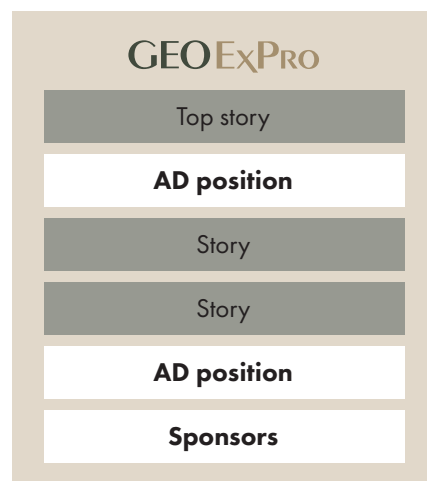 GEO ExPro
Top story
AD position
Story
Story
AD position
Sponsors